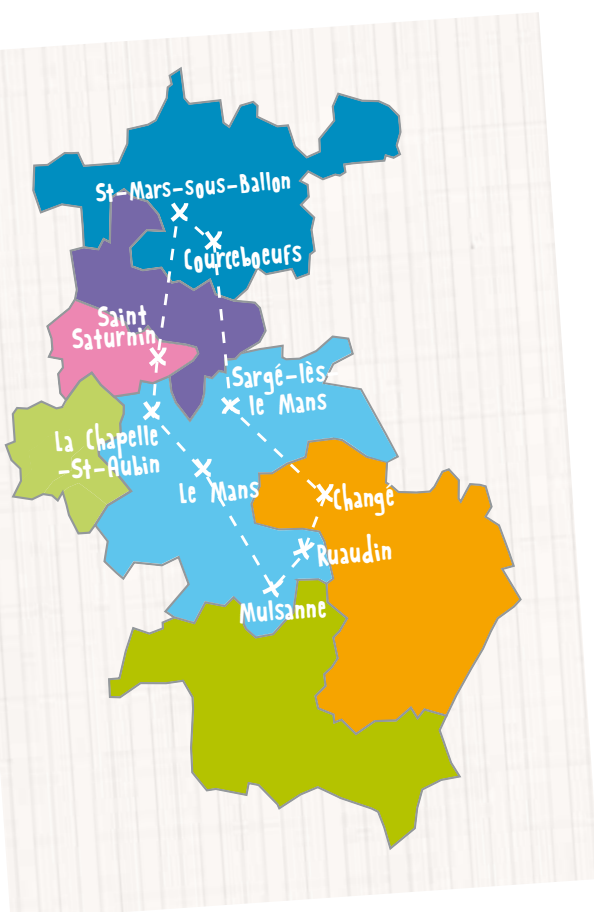 St-Mars-sous-Ballon
Courceboeufs
Saint
Saturnin
Sargé-lès-
le Mans
La Chapelle
-St-Aubin
Le Mans
Changé
Ruaudin
Mulsanne